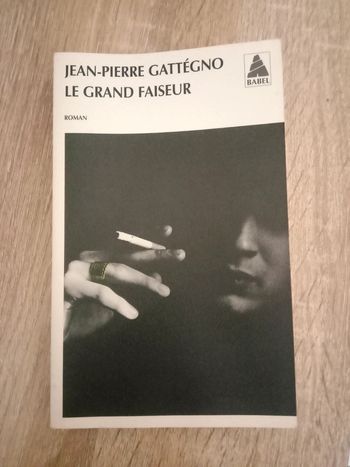 JEAN-PIERRE GATTÉGNO
LE GRAND FAISEUR
ROMAN
BABEL